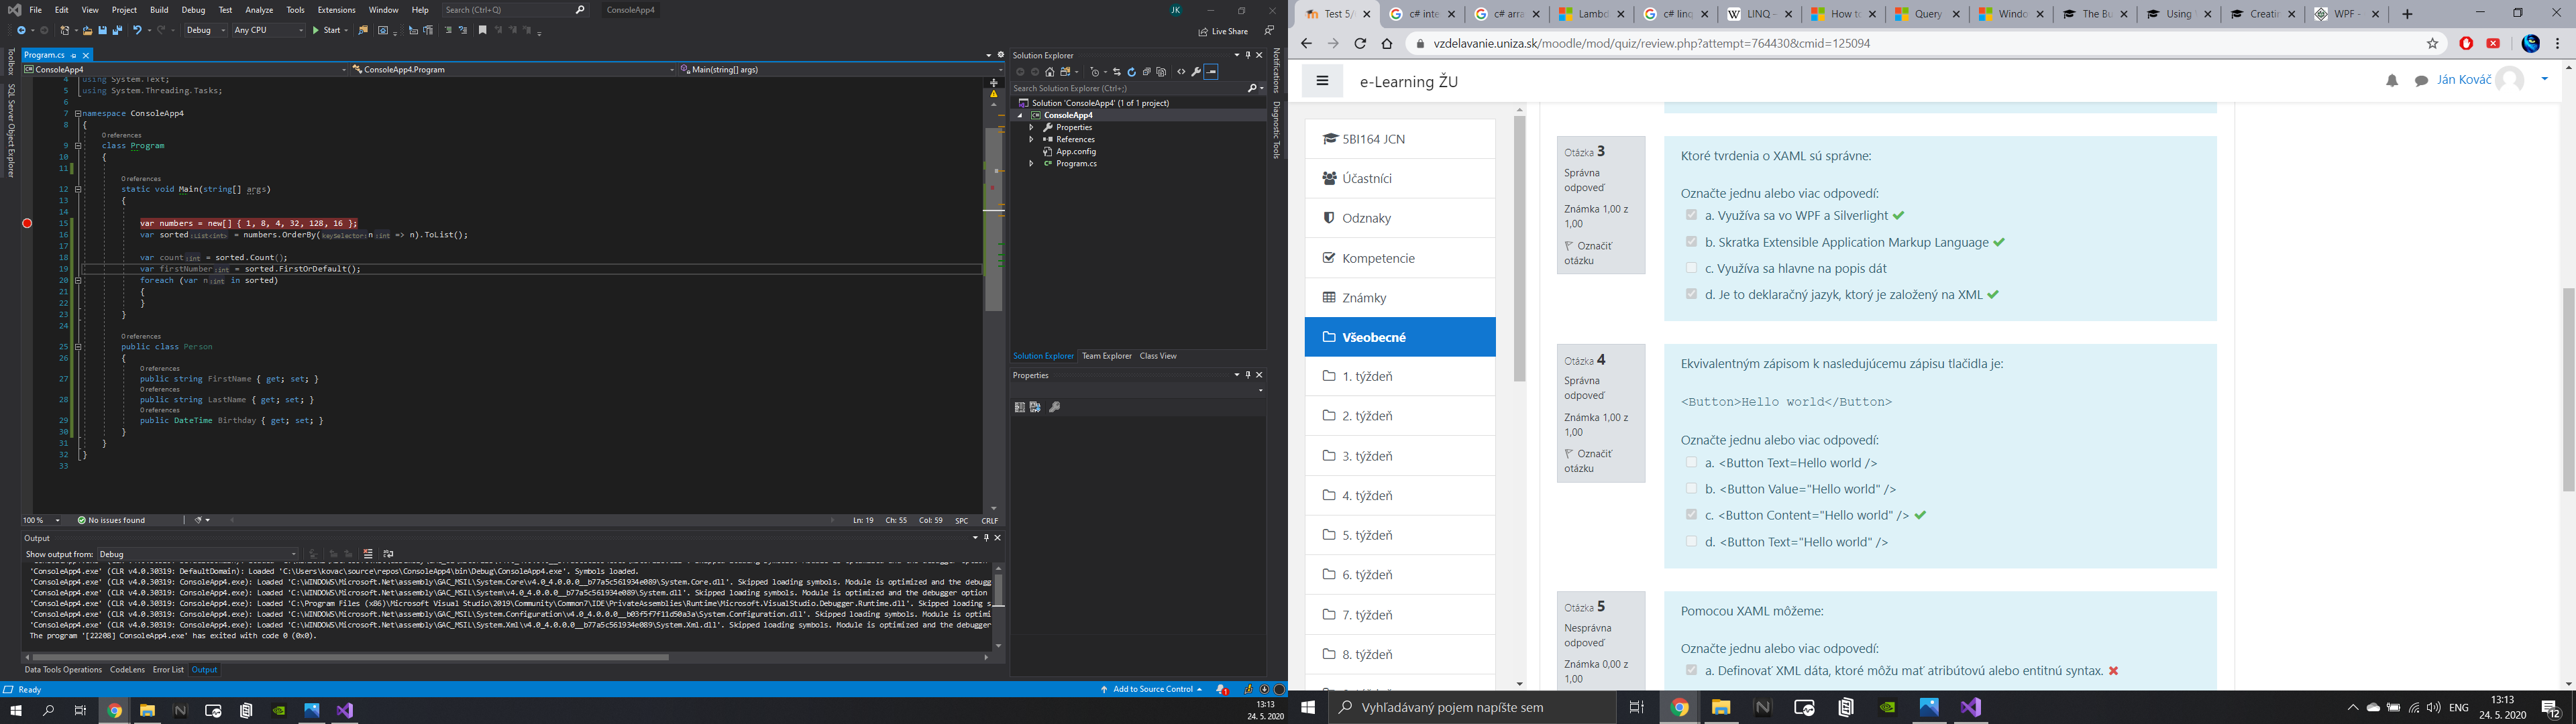 File Edit View Project Build Debug Test Analyze Tools Extensions Window Help Search (Ctrl+Q) ConsoleApp4 JK
Debug Any CPU Start Live Share
Toolbox
SQL Server Object Explorer
Program.cs
ConsoleApp4 ConsoleApp4.Program Main(string[] args)
4 using System.Text;
5 using System.Threading.Tasks;
6
7 namespace ConsoleApp4
8 {
0 references
9 class Program
10 {
11
0 references
12 static void Main(string[] args)
13 {
14
15 var numbers = new[] { 1, 8, 4, 32, 128, 16 };
16 var sorted:List<int> = numbers.OrderBy(keySelector:n:int => n).ToList();
17
18 var count:int = sorted.Count();
19 var firstNumber:int = sorted.FirstOrDefault();
20 foreach (var n:int in sorted)
21 {
22 }
23 }
24
0 references
25 public class Person
26 {
0 references
27 public string FirstName { get; set; }
0 references
28 public string LastName { get; set; }
0 references
29 public DateTime Birthday { get; set; }
30 }
31 }
32 }
33
100 % No issues found Ln: 19 Ch: 55 Col: 59 SPC CRLF
Output
Show output from: Debug
'ConsoleApp4.exe' (CLR v4.0.30319: DefaultDomain): Loaded 'C:\Users\kovac\source\repos\ConsoleApp4\bin\Debug\ConsoleApp4.exe'. Symbols loaded.
'ConsoleApp4.exe' (CLR v4.0.30319: ConsoleApp4.exe): Loaded 'C:\WINDOWS\Microsoft.Net\assembly\GAC_MSIL\System.Core\v4.0_4.0.0.0__b77a5c561934e089\System.Core.dll'. Skipped loading symbols. Module is optimized and the debugg
'ConsoleApp4.exe' (CLR v4.0.30319: ConsoleApp4.exe): Loaded 'C:\WINDOWS\Microsoft.Net\assembly\GAC_MSIL\System\v4.0_4.0.0.0__b77a5c561934e089\System.dll'. Skipped loading symbols. Module is optimized and the debugger option
'ConsoleApp4.exe' (CLR v4.0.30319: ConsoleApp4.exe): Loaded 'C:\Program Files (x86)\Microsoft Visual Studio\2019\Community\Common7\IDE\PrivateAssemblies\Runtime\Microsoft.VisualStudio.Debugger.Runtime.dll'. Skipped loading s
'ConsoleApp4.exe' (CLR v4.0.30319: ConsoleApp4.exe): Loaded 'C:\WINDOWS\Microsoft.Net\assembly\GAC_MSIL\System.Configuration\v4.0_4.0.0.0__b03f5f7f11d50a3a\System.Configuration.dll'. Skipped loading symbols. Module is optimi
'ConsoleApp4.exe' (CLR v4.0.30319: ConsoleApp4.exe): Loaded 'C:\WINDOWS\Microsoft.Net\assembly\GAC_MSIL\System.Xml\v4.0_4.0.0.0__b77a5c561934e089\System.Xml.dll'. Skipped loading symbols. Module is optimized and the debugger
The program '[22208] ConsoleApp4.exe' has exited with code 0 (0x0).
Data Tools Operations CodeLens Error List Output
Ready Add to Source Control 1
Solution Explorer
Search Solution Explorer (Ctrl+;)
Solution 'ConsoleApp4' (1 of 1 project)
ConsoleApp4
Properties
References
App.config
Program.cs
Solution Explorer Team Explorer Class View
Properties
Notifications
Diagnostic Tools
13:13
24. 5. 2020
Test 5/ c# inte c# arra Lambd c# linq LINQ - How to Query Windo The Bu Using Creatin WPF -
vzdelavanie.uniza.sk/moodle/mod/quiz/review.php?attempt=764430&cmid=125094
e-Learning ŽU
Ján Kováč
5BI164 JCN
Účastníci
Odznaky
Kompetencie
Známky
Všeobecné
1. týždeň
2. týždeň
3. týždeň
4. týždeň
5. týždeň
6. týždeň
7. týždeň
8. týždeň
Otázka 3
Správna
odpoveď
Známka 1,00 z
1,00
Označiť
otázku
Ktoré tvrdenia o XAML sú správne:
Označte jednu alebo viac odpovedí:
a. Využíva sa vo WPF a Silverlight
b. Skratka Extensible Application Markup Language
c. Využíva sa hlavne na popis dát
d. Je to deklaračný jazyk, ktorý je založený na XML
Otázka 4
Správna
odpoveď
Známka 1,00 z
1,00
Označiť
otázku
Ekvivalentným zápisom k nasledujúcemu zápisu tlačidla je:
<Button>Hello world</Button>
Označte jednu alebo viac odpovedí:
a. <Button Text=Hello world />
b. <Button Value="Hello world" />
c. <Button Content="Hello world" />
d. <Button Text="Hello world" />
Otázka 5
Nesprávna
odpoveď
Známka 0,00 z
1,00
Pomocou XAML môžeme:
Označte jednu alebo viac odpovedí:
a. Definovať XML dáta, ktoré môžu mať atribútovú alebo entitnú syntax.
Vyhľadávaný pojem napíšte sem
ENG
13:13
24. 5. 2020
12